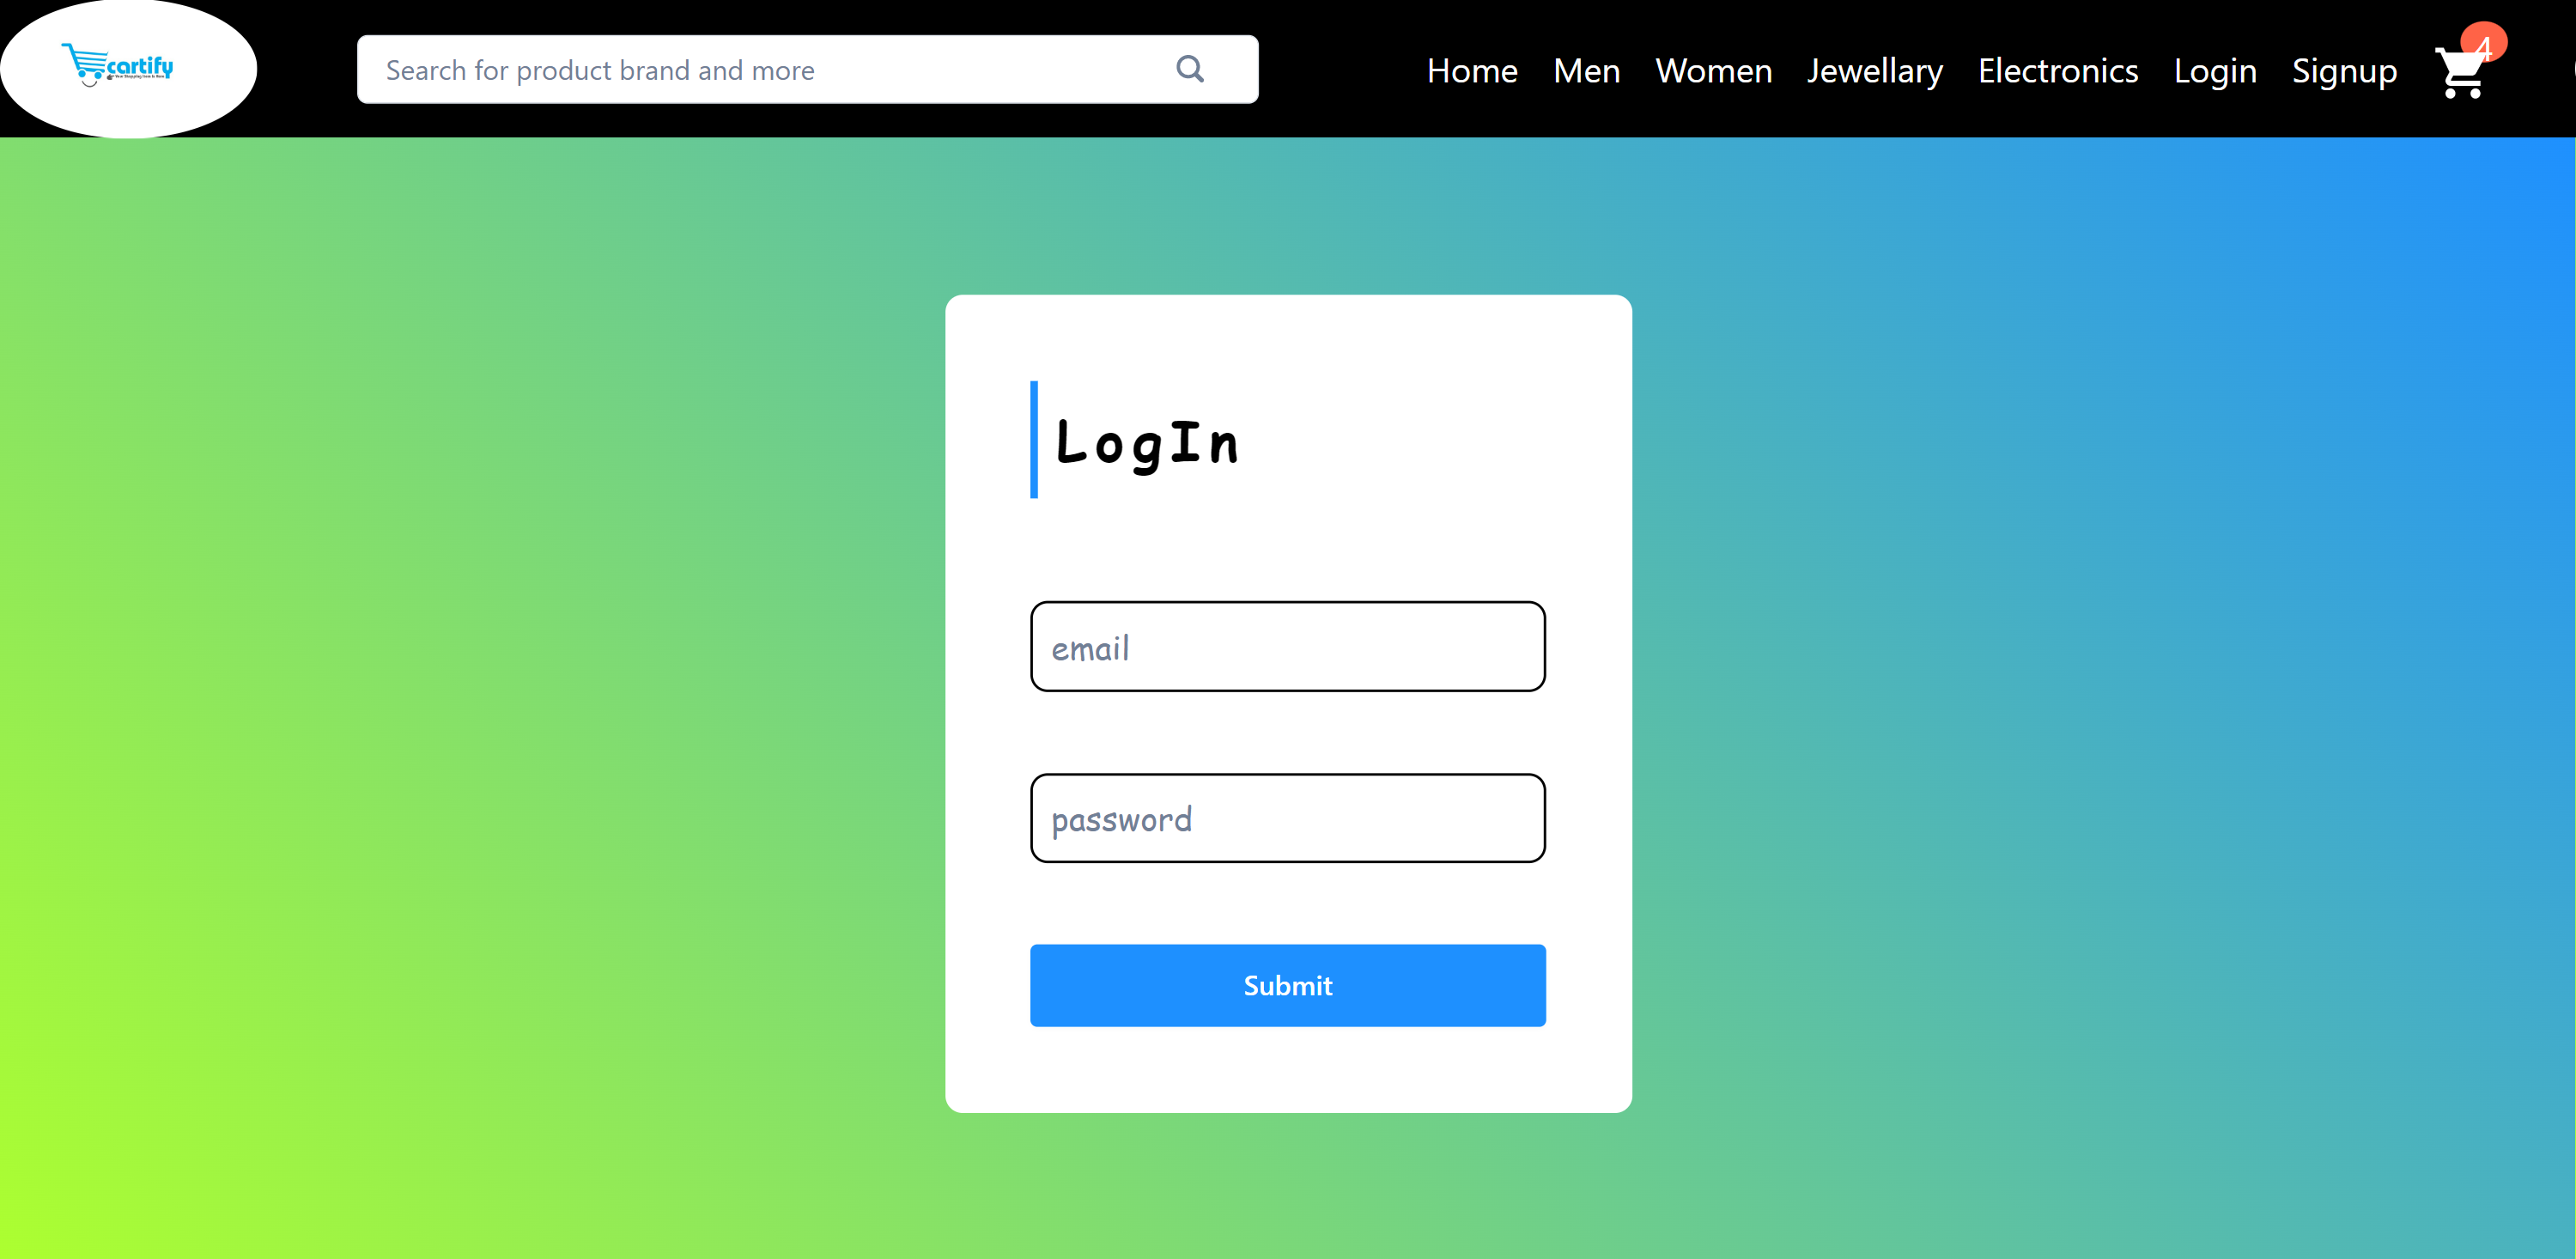 cartify
Search for product brand and more
Home Men Women Jewellary Electronics Login Signup 4
LogIn
email
password
Submit